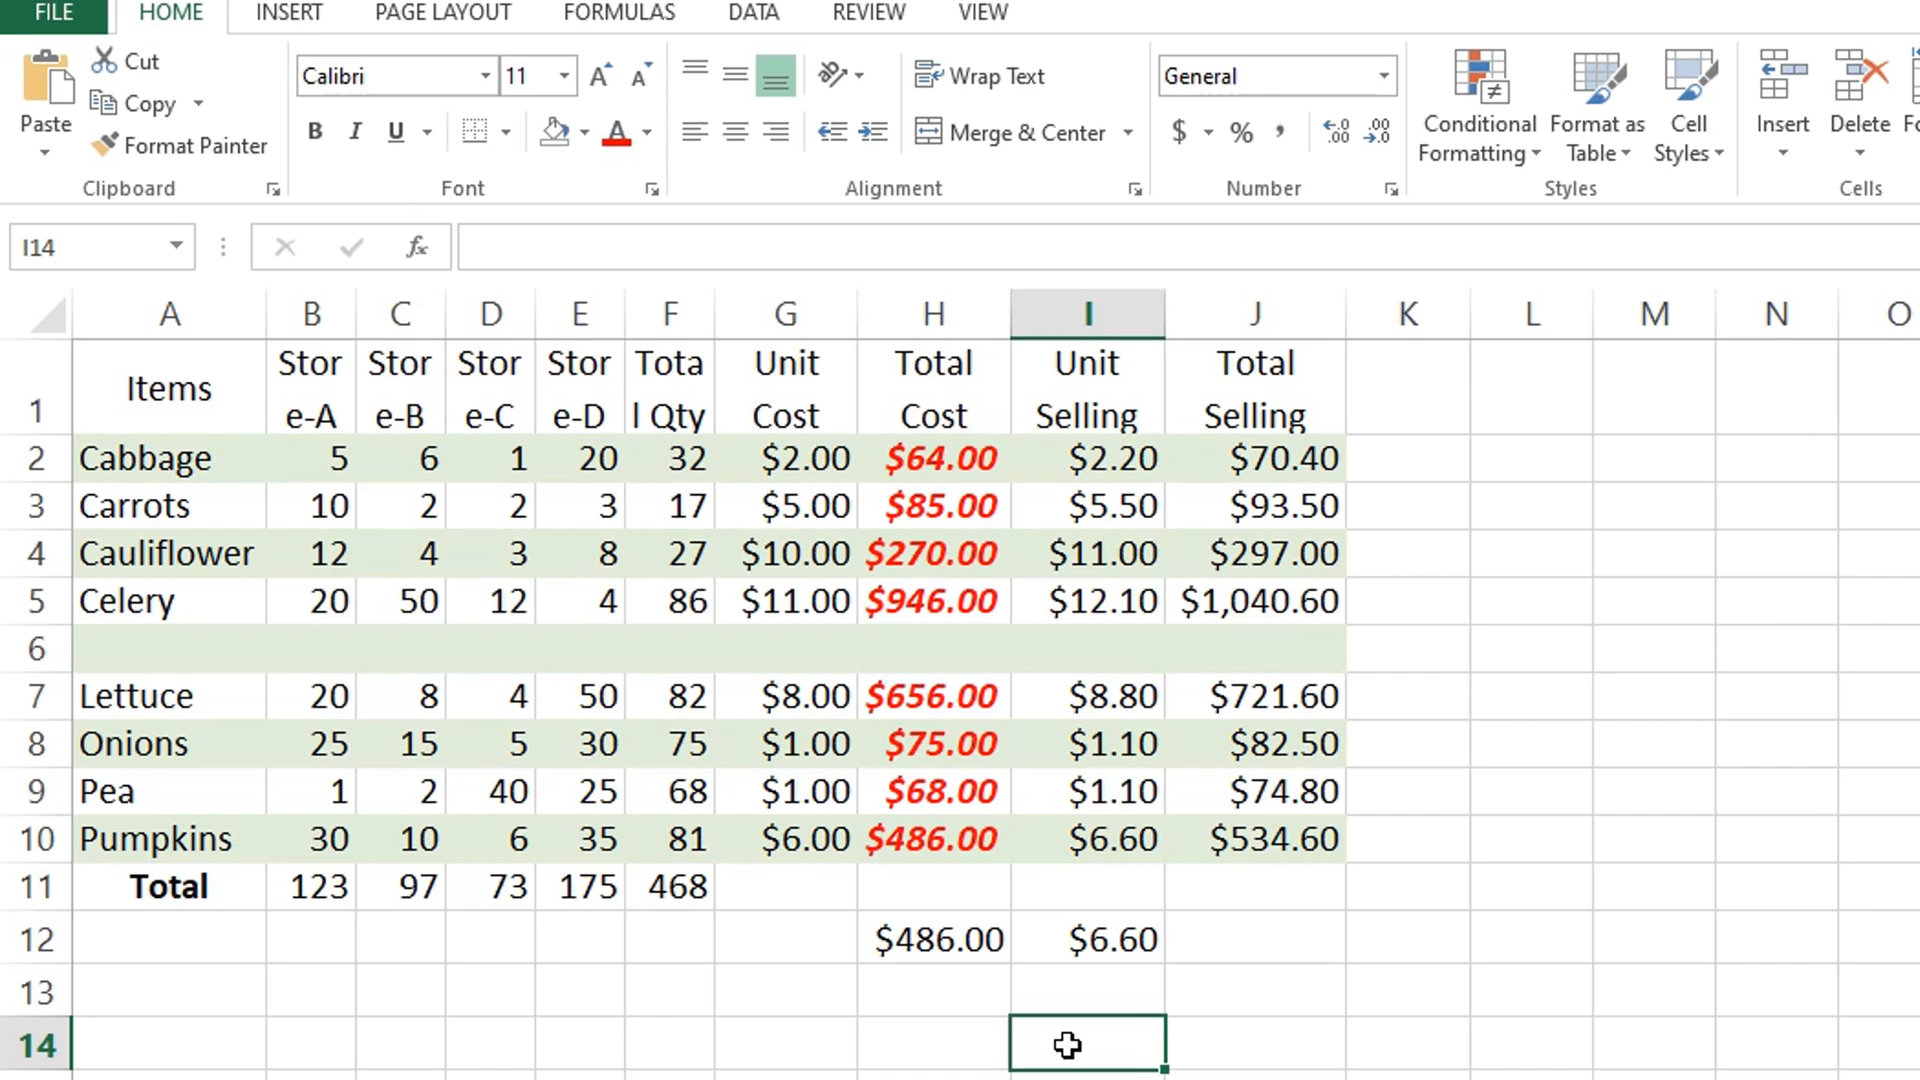 FILE HOME INSERT PAGE LAYOUT FORMULAS DATA REVIEW VIEW
Cut
Copy
Format Painter
Paste
Clipboard
Calibri 11 A A
B I U A
Font
Wrap Text
Merge & Center
Alignment
General
$ % , .00 .00
Number
Conditional Formatting
Format as Table
Cell Styles
Styles
Insert Delete
Cells
I14 fx
A B C D E F G H I J K L M N O
1 Items Stor e-A Stor e-B Stor e-C Stor e-D Tota l Qty Unit Cost Total Cost Unit Selling Total Selling
2 Cabbage 5 6 1 20 32 $2.00 $64.00 $2.20 $70.40
3 Carrots 10 2 2 3 17 $5.00 $85.00 $5.50 $93.50
4 Cauliflower 12 4 3 8 27 $10.00 $270.00 $11.00 $297.00
5 Celery 20 50 12 4 86 $11.00 $946.00 $12.10 $1,040.60
6
7 Lettuce 20 8 4 50 82 $8.00 $656.00 $8.80 $721.60
8 Onions 25 15 5 30 75 $1.00 $75.00 $1.10 $82.50
9 Pea 1 2 40 25 68 $1.00 $68.00 $1.10 $74.80
10 Pumpkins 30 10 6 35 81 $6.00 $486.00 $6.60 $534.60
11 Total 123 97 73 175 468
12 $486.00 $6.60
13
14